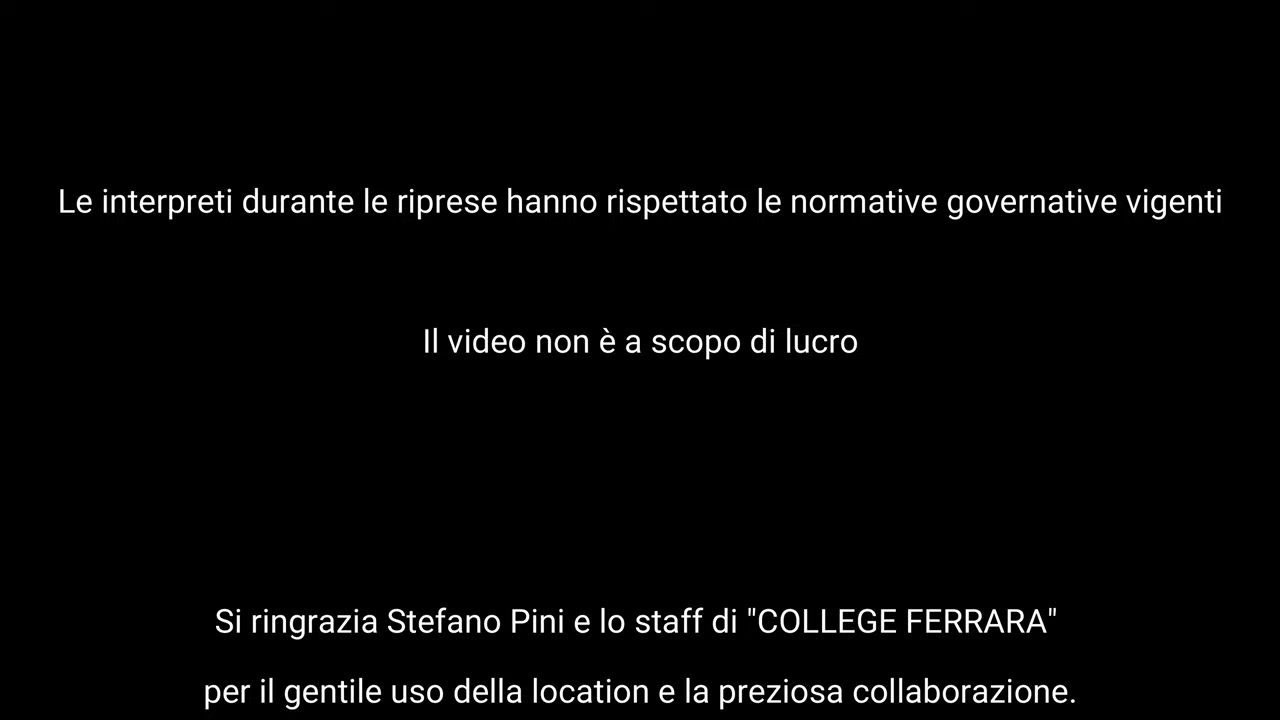 Le interpreti durante le riprese hanno rispettato le normative governative vigenti
Il video non è a scopo di lucro
Si ringrazia Stefano Pini e lo staff di "COLLEGE FERRARA"
per il gentile uso della location e la preziosa collaborazione.